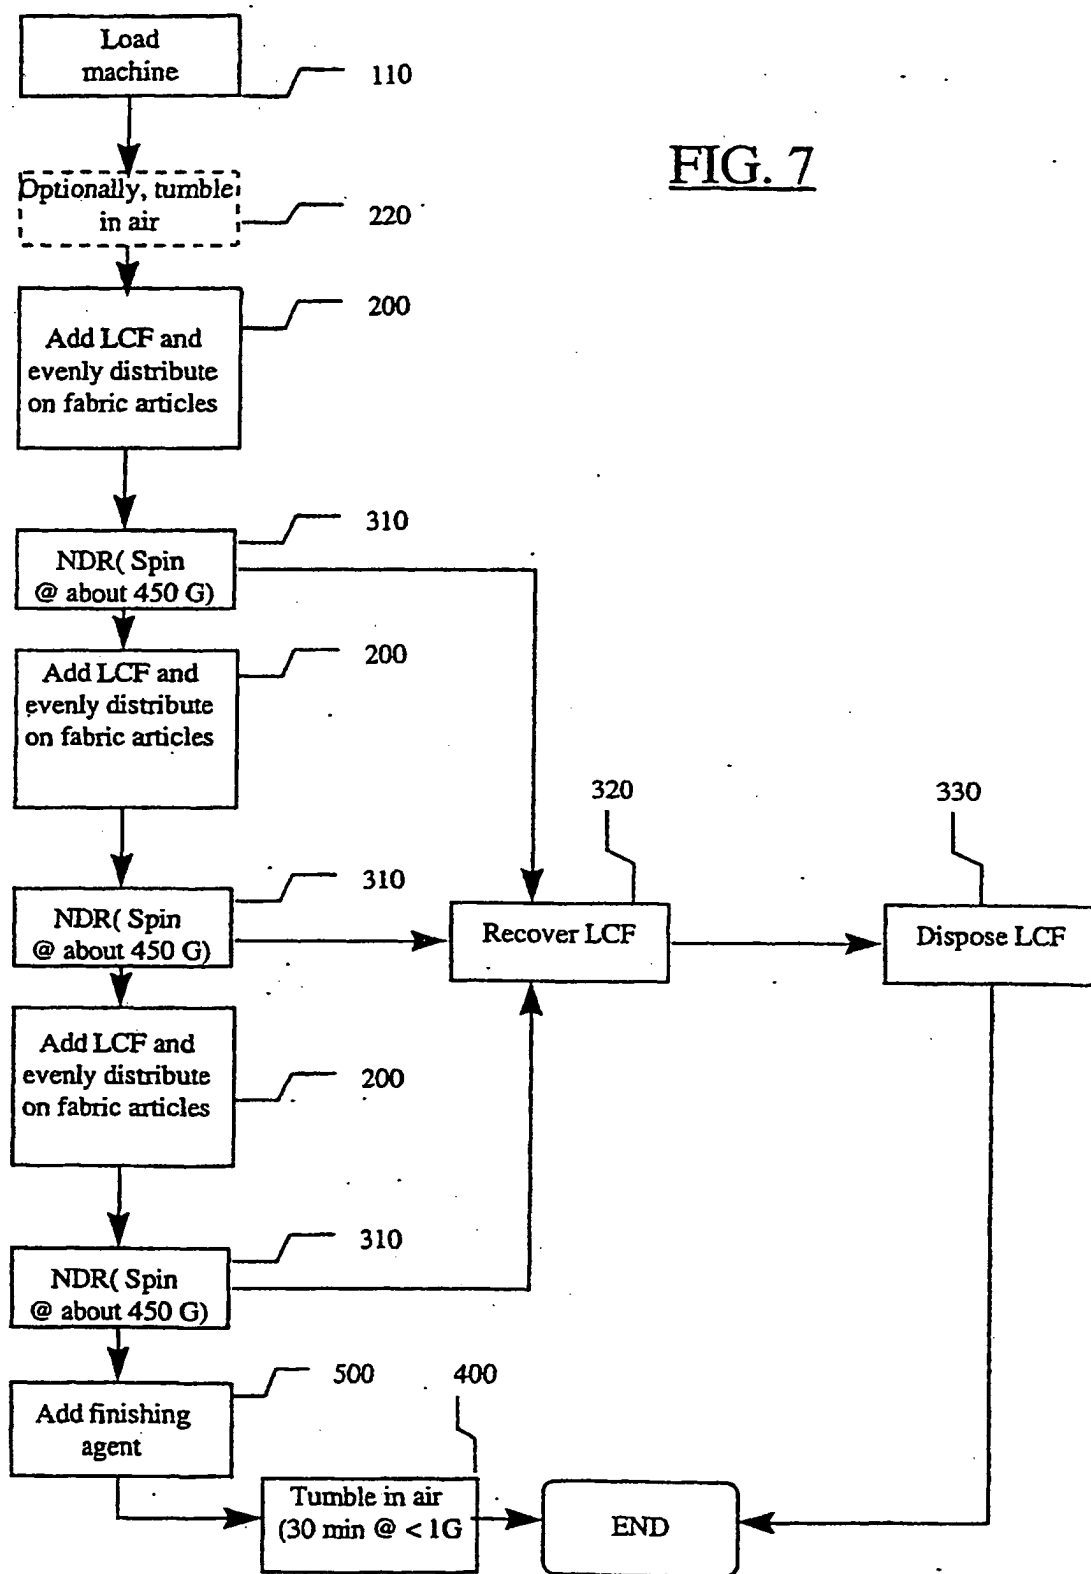 Load
machine
110
FIG. 7
Optionally, tumble
in air
220
200
Add LCF and
evenly distribute
on fabric articles
310
NDR( Spin
@ about 450 G)
200
Add LCF and
evenly distribute
on fabric articles
320
330
310
NDR( Spin
@ about 450 G)
Recover LCF
Dispose LCF
Add LCF and
evenly distribute
on fabric articles
200
310
NDR( Spin
@ about 450 G)
500
400
Add finishing
agent
Tumble in air
(30 min @ < 1G
END